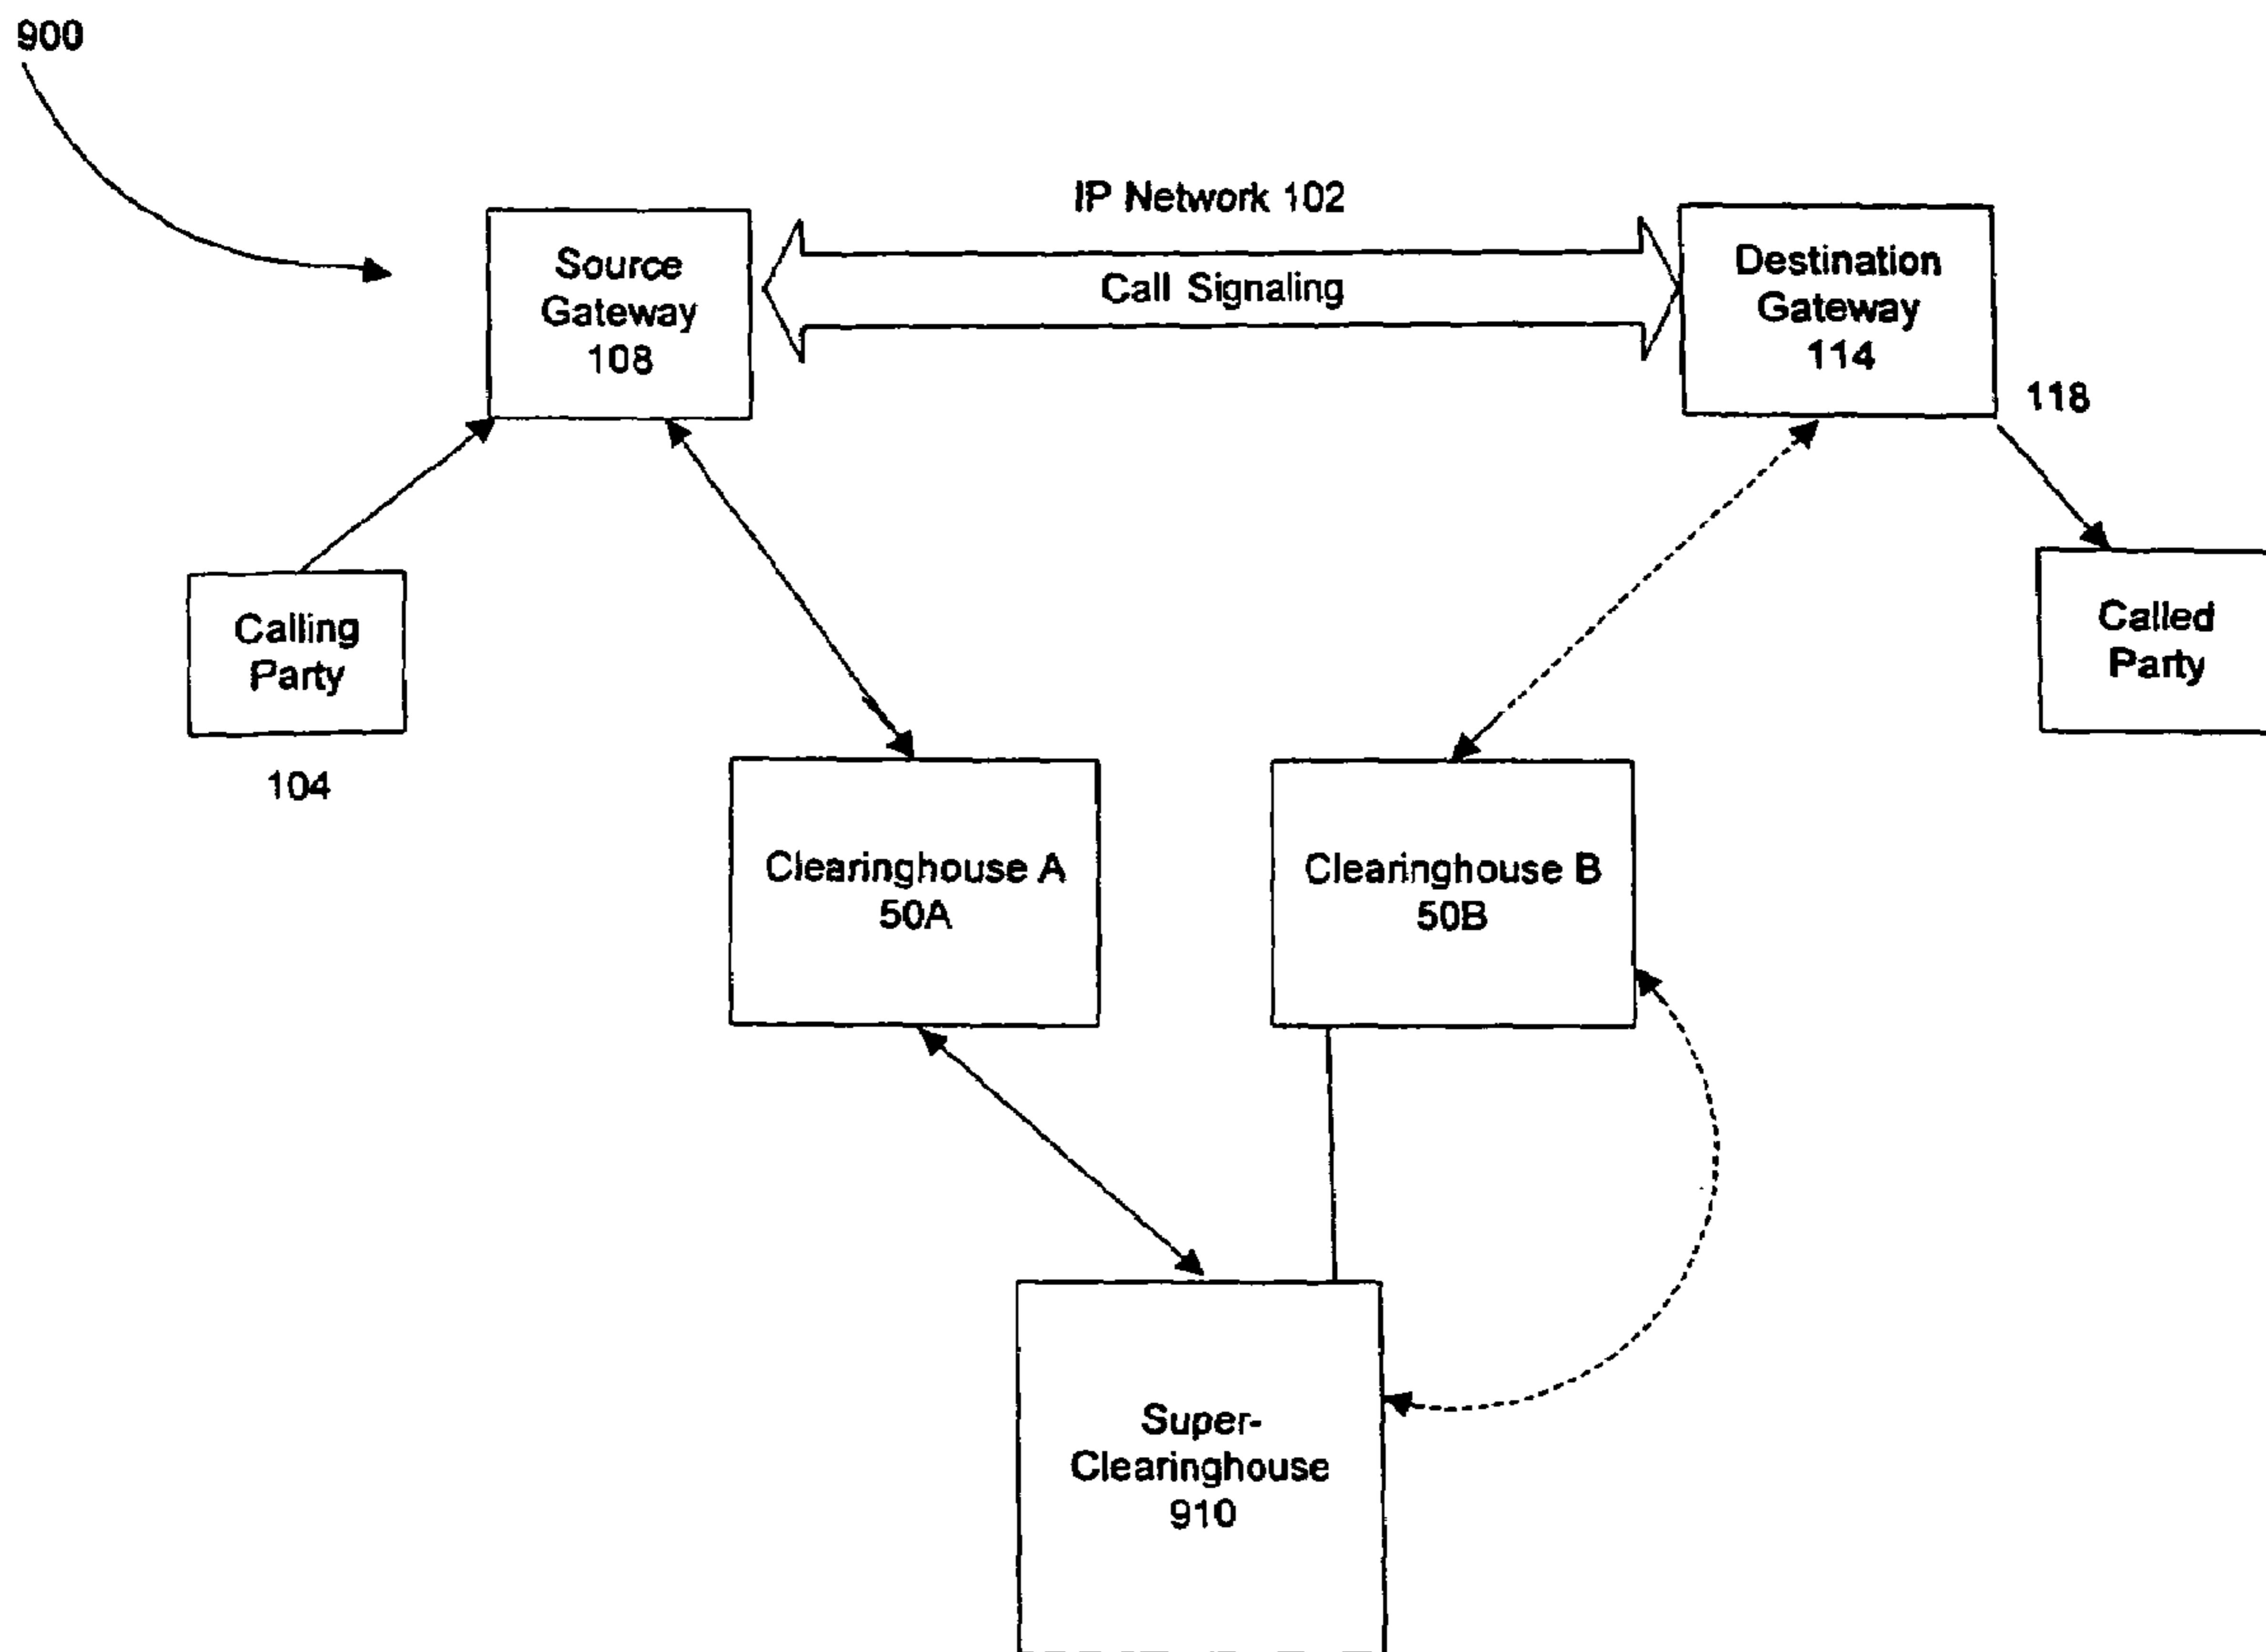 900
IP Network 102
Source
Gateway
108
Call Signaling
Destination
Gateway
114
118
Calling
Party
104
Called
Party
Clearinghouse A
50A
Clearinghouse B
50B
Super-
Clearinghouse
910